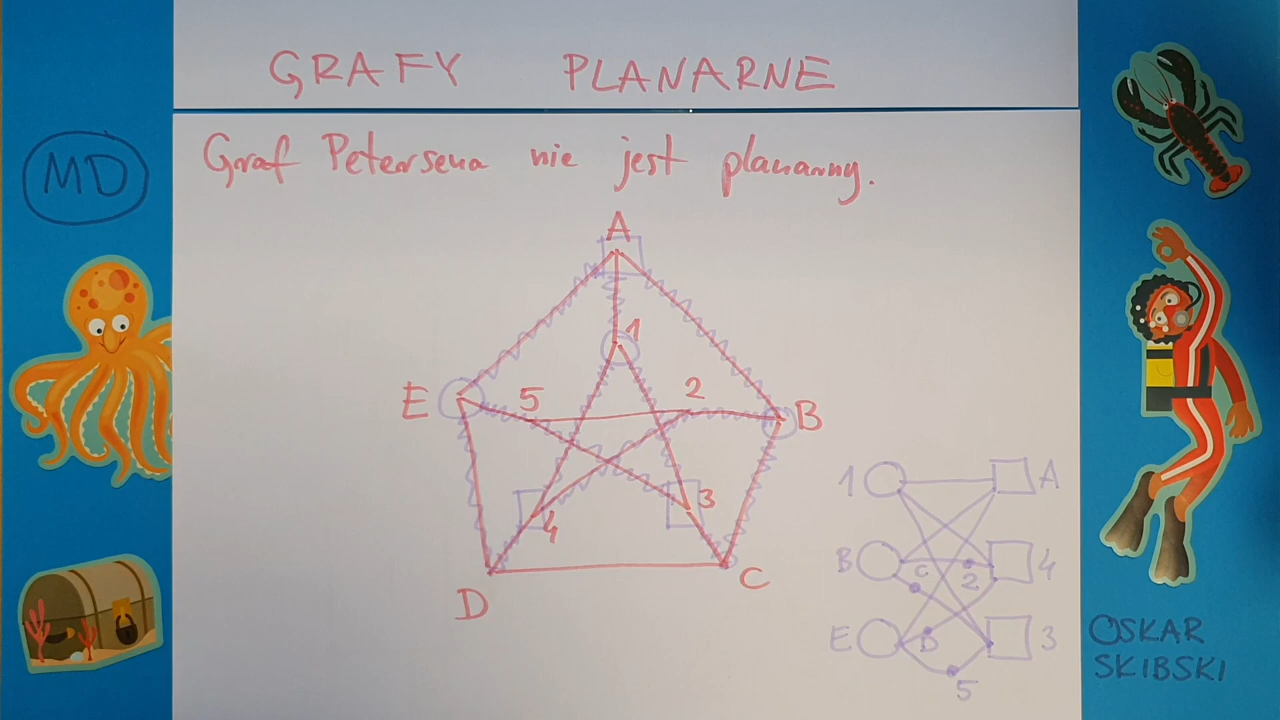 GRAFY PLANARNE
MD
Graf Petersena nie jest planarny.
A
1
E 5 2 B
4 3
D C
1 A
B C 2 4
E D 3
5
OSKAR
SKIBSKI